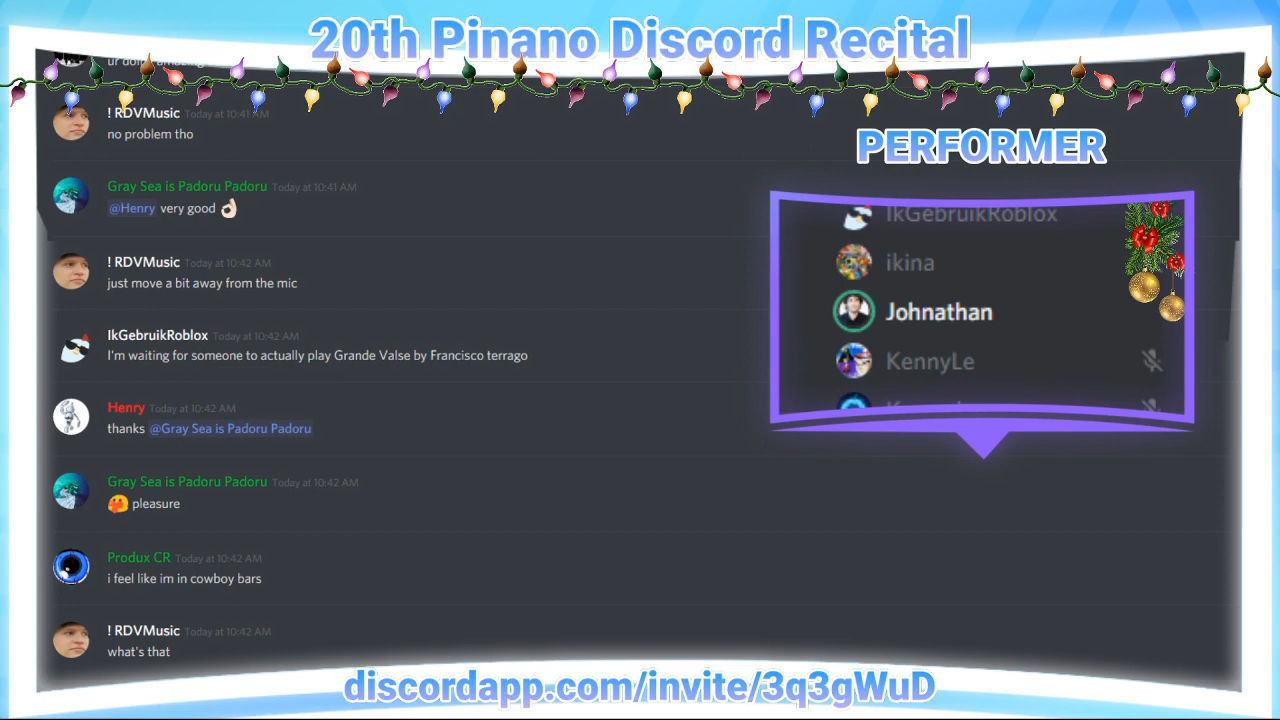 20th Pinano Discord Recital
! RDVMusic Today at 10:41 AM
no problem tho
PERFORMER
Gray Sea is Padoru Padoru Today at 10:41 AM
@Henry very good 👌🏻
IkGebruikRoblox
ikina
Johnathan
KennyLe
! RDVMusic Today at 10:42 AM
just move a bit away from the mic
IkGebruikRoblox Today at 10:42 AM
I'm waiting for someone to actually play Grande Valse by Francisco terrago
Henry Today at 10:42 AM
thanks @Gray Sea is Padoru Padoru
Gray Sea is Padoru Padoru Today at 10:42 AM
pleasure
Produx CR Today at 10:42 AM
i feel like im in cowboy bars
! RDVMusic Today at 10:42 AM
what's that
discordapp.com/invite/3q3gWuD